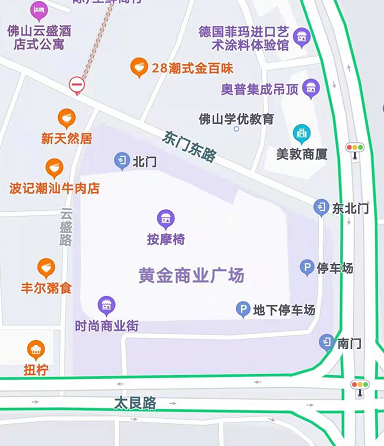 佛山云盛酒
店式公寓
德国菲玛进口艺
术涂料体验馆
28潮式金百味
奥普集成吊顶
新天然居
佛山学优教育
东门东路
美敦商厦
北门
波记潮汕牛肉店
东北门
云盛路
按摩椅
黄金商业广场
停车场
丰尔粥食
时尚商业街
地下停车场
南门
扭柠
太艮路